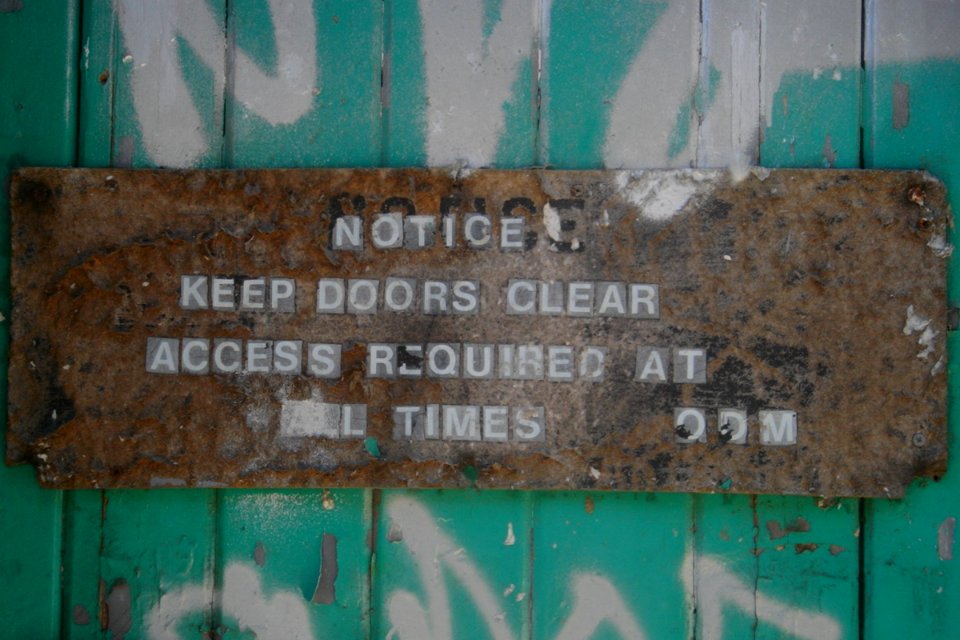 NOTICE
KEEP DOORS CLEAR
ACCESS REQUIRED AT
TIMES ODM